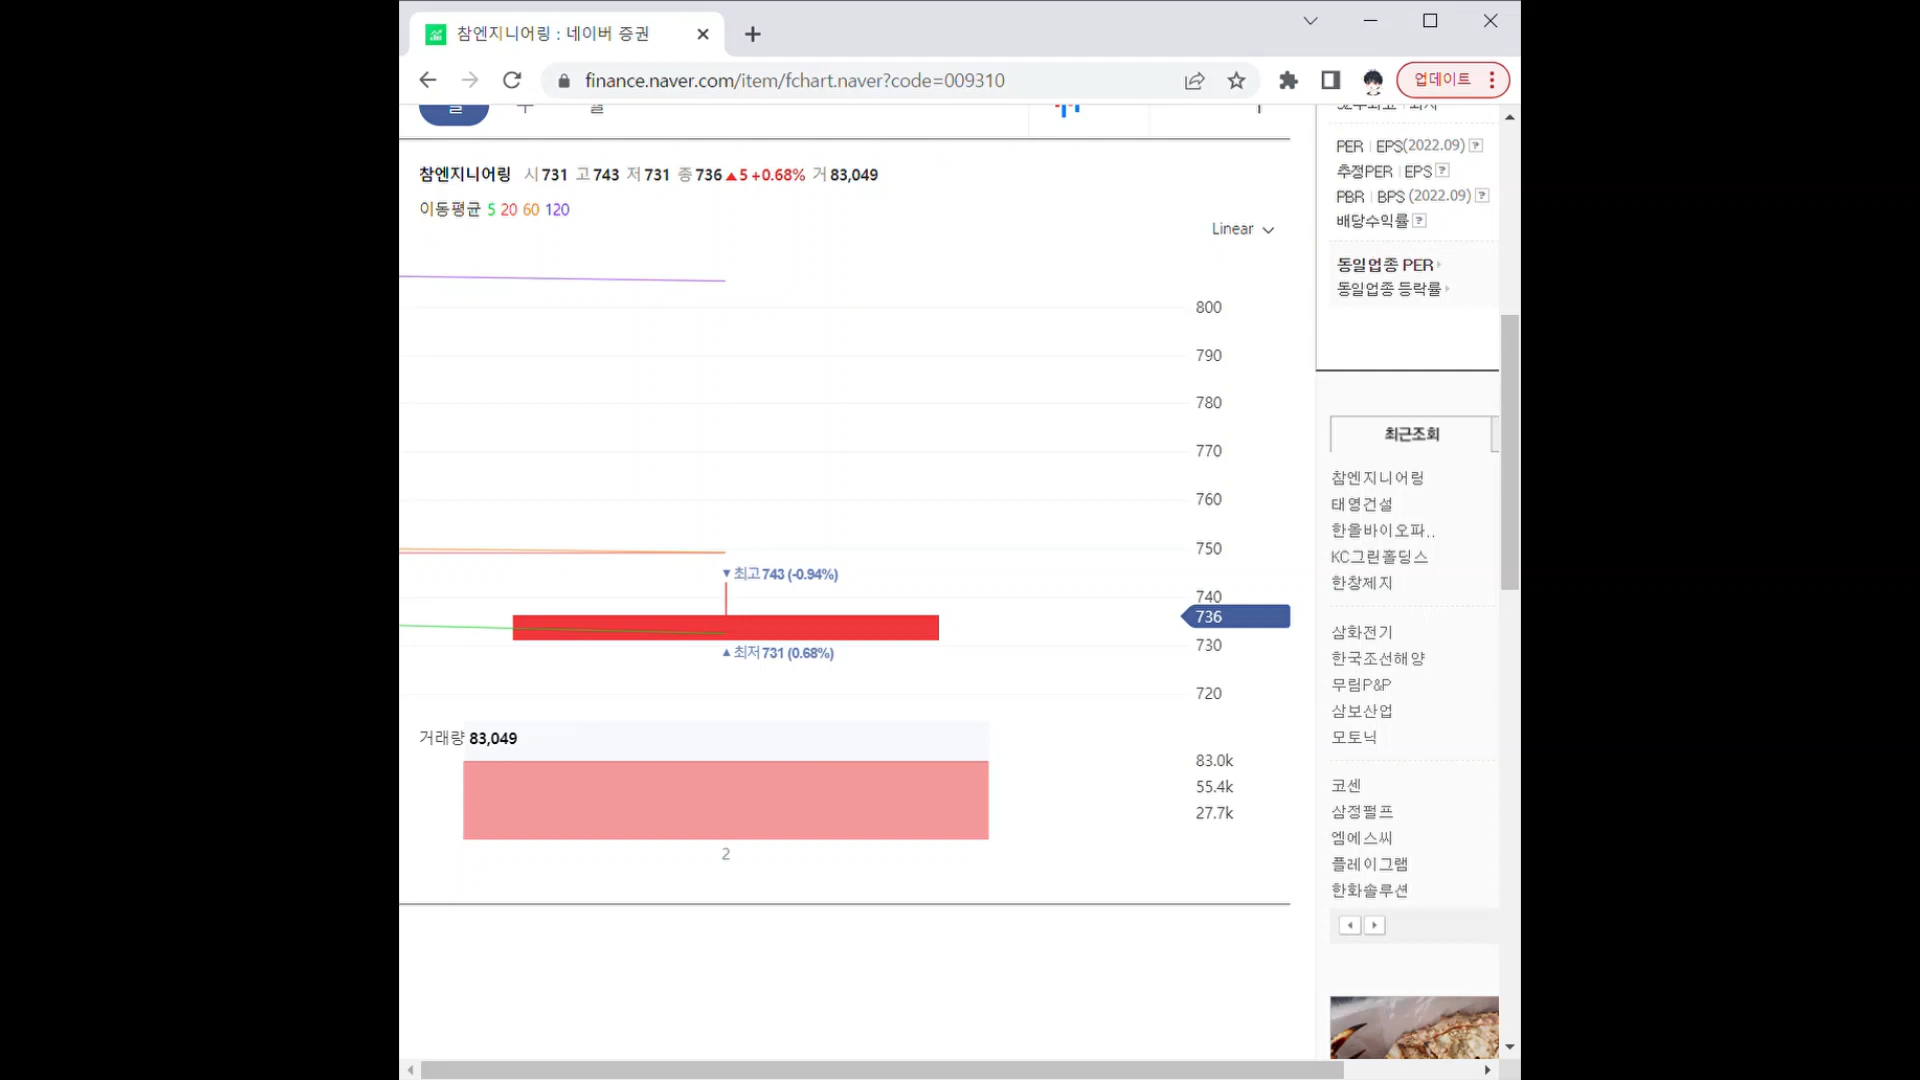 참엔지니어링 : 네이버 증권
finance.naver.com/item/fchart.naver?code=009310
업데이트
참엔지니어링 시 731 고 743 저 731 종 736 ▲5 +0.68% 거 83,049
이동평균 5 20 60 120
Linear
800
790
780
770
760
750
740
736
730
720
▼최고 743 (-0.94%)
▲최저 731 (0.68%)
거래량 83,049
83.0k
55.4k
27.7k
2
PER | EPS(2022.09) ?
추정PER | EPS ?
PBR | BPS (2022.09) ?
배당수익률 ?
동일업종 PER
동일업종 등락률
최근조회
참엔지니어링
태영건설
한올바이오파..
KC그린홀딩스
한창제지
삼화전기
한국조선해양
무림P&P
삼보산업
모토닉
코센
삼정펄프
엠에스씨
플레이그램
한화솔루션